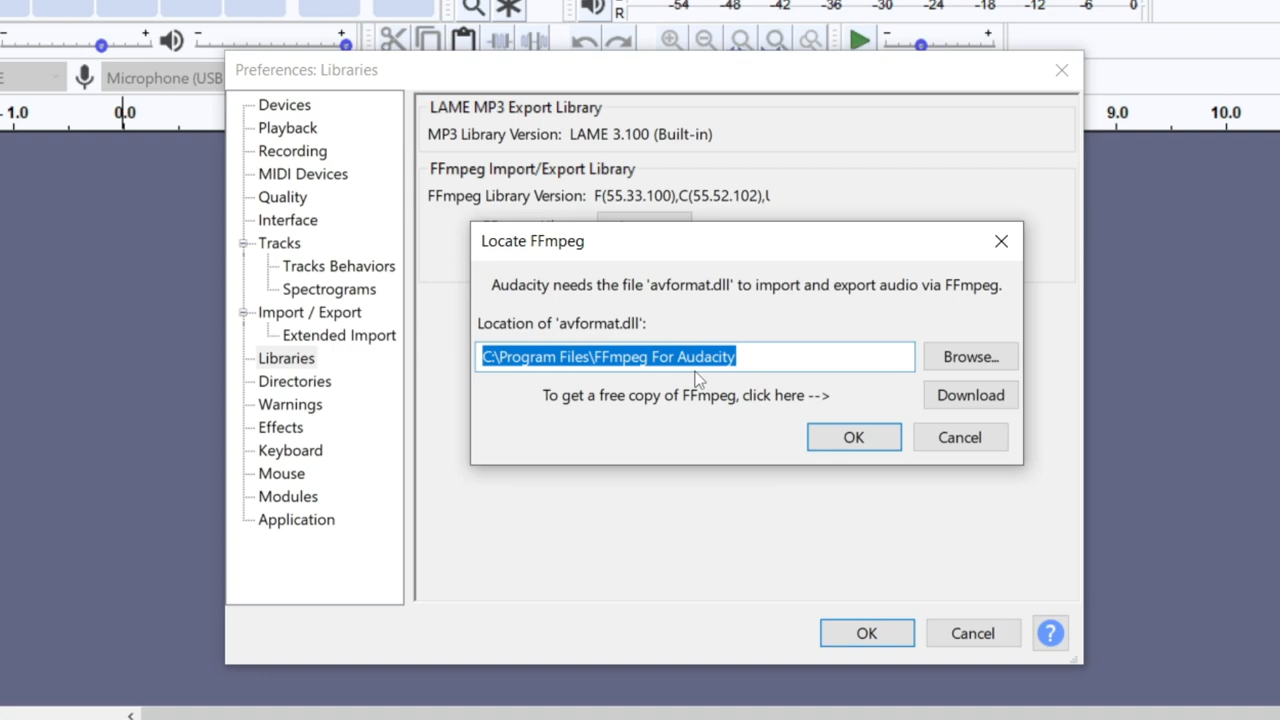 R
-54 -48 -42 -36 -30 -24 -18 -12 -6 0
- + - + - +
E Microphone (USB
Preferences: Libraries
- 1.0 0.0 9.0 10.0
Devices
Playback
Recording
MIDI Devices
Quality
Interface
Tracks
Tracks Behaviors
Spectrograms
Import / Export
Extended Import
Libraries
Directories
Warnings
Effects
Keyboard
Mouse
Modules
Application
LAME MP3 Export Library
MP3 Library Version: LAME 3.100 (Built-in)
FFmpeg Import/Export Library
FFmpeg Library Version: F(55.33.100),C(55.52.102),U
Locate FFmpeg
Audacity needs the file 'avformat.dll' to import and export audio via FFmpeg.
Location of 'avformat.dll':
C:\Program Files\FFmpeg For Audacity
Browse...
To get a free copy of FFmpeg, click here -->
Download
OK Cancel
OK Cancel ?